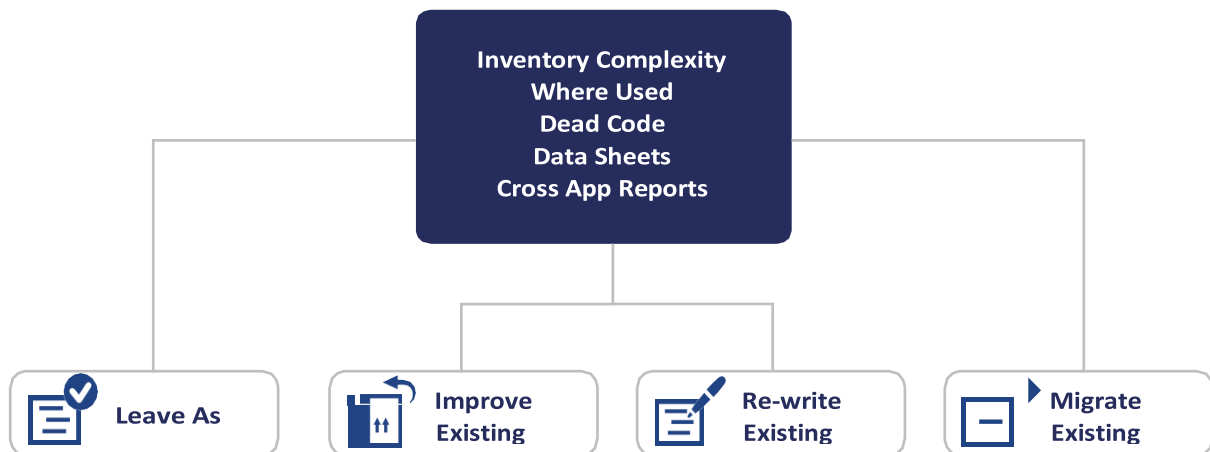 Inventory Complexity
Where Used
Dead Code
Data Sheets
Cross App Reports
Leave As
Improve
Existing
Re-write
Existing
Migrate
Existing